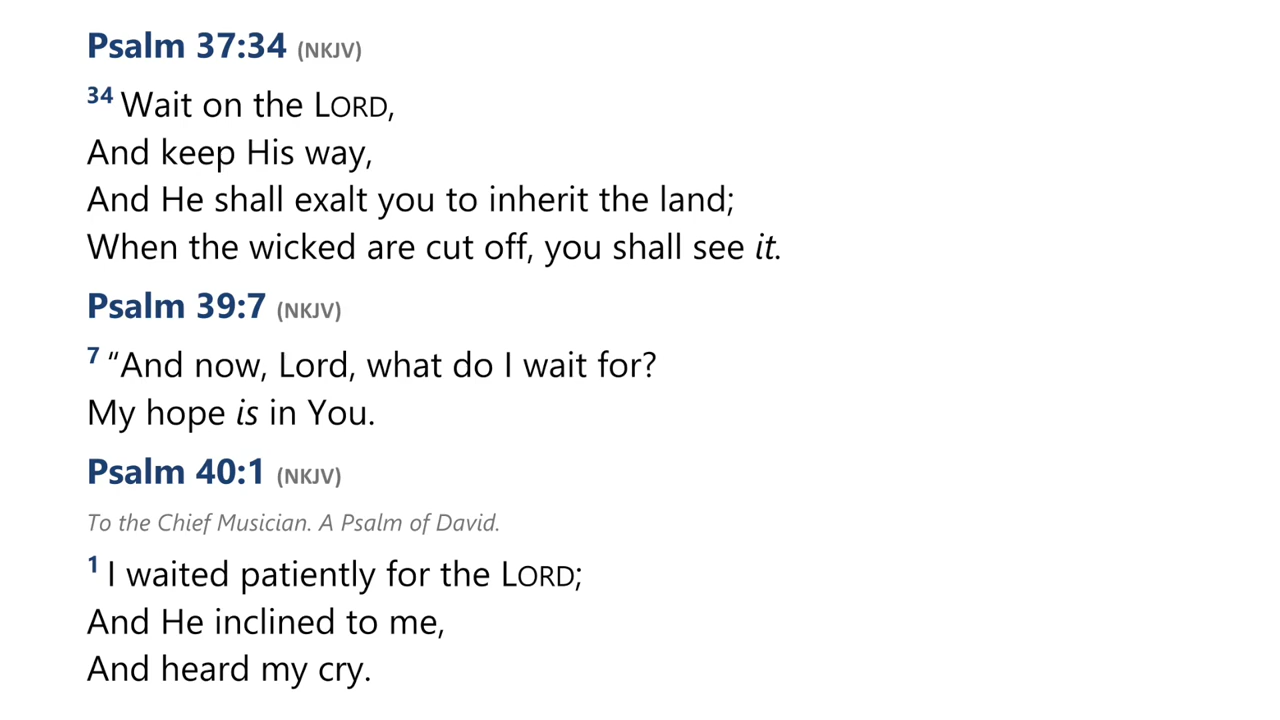 Psalm 37:34 (NKJV)
34 Wait on the LORD,
And keep His way,
And He shall exalt you to inherit the land;
When the wicked are cut off, you shall see it.
Psalm 39:7 (NKJV)
7 “And now, Lord, what do I wait for?
My hope is in You.
Psalm 40:1 (NKJV)
To the Chief Musician. A Psalm of David.
1 I waited patiently for the LORD;
And He inclined to me,
And heard my cry.